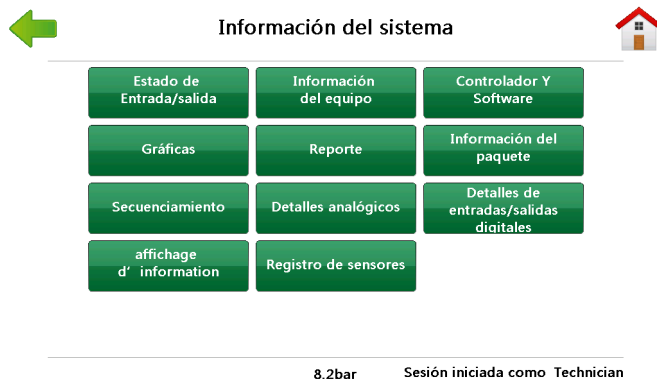 Información del sistema
Estado de
Entrada/salida
Información
del equipo
Controlador Y
Software
Gráficas
Reporte
Información del
paquete
Secuenciamiento
Detalles analógicos
Detalles de
entradas/salidas
digitales
affichage
d’ information
Registro de sensores
8.2bar
Sesión iniciada como Technician